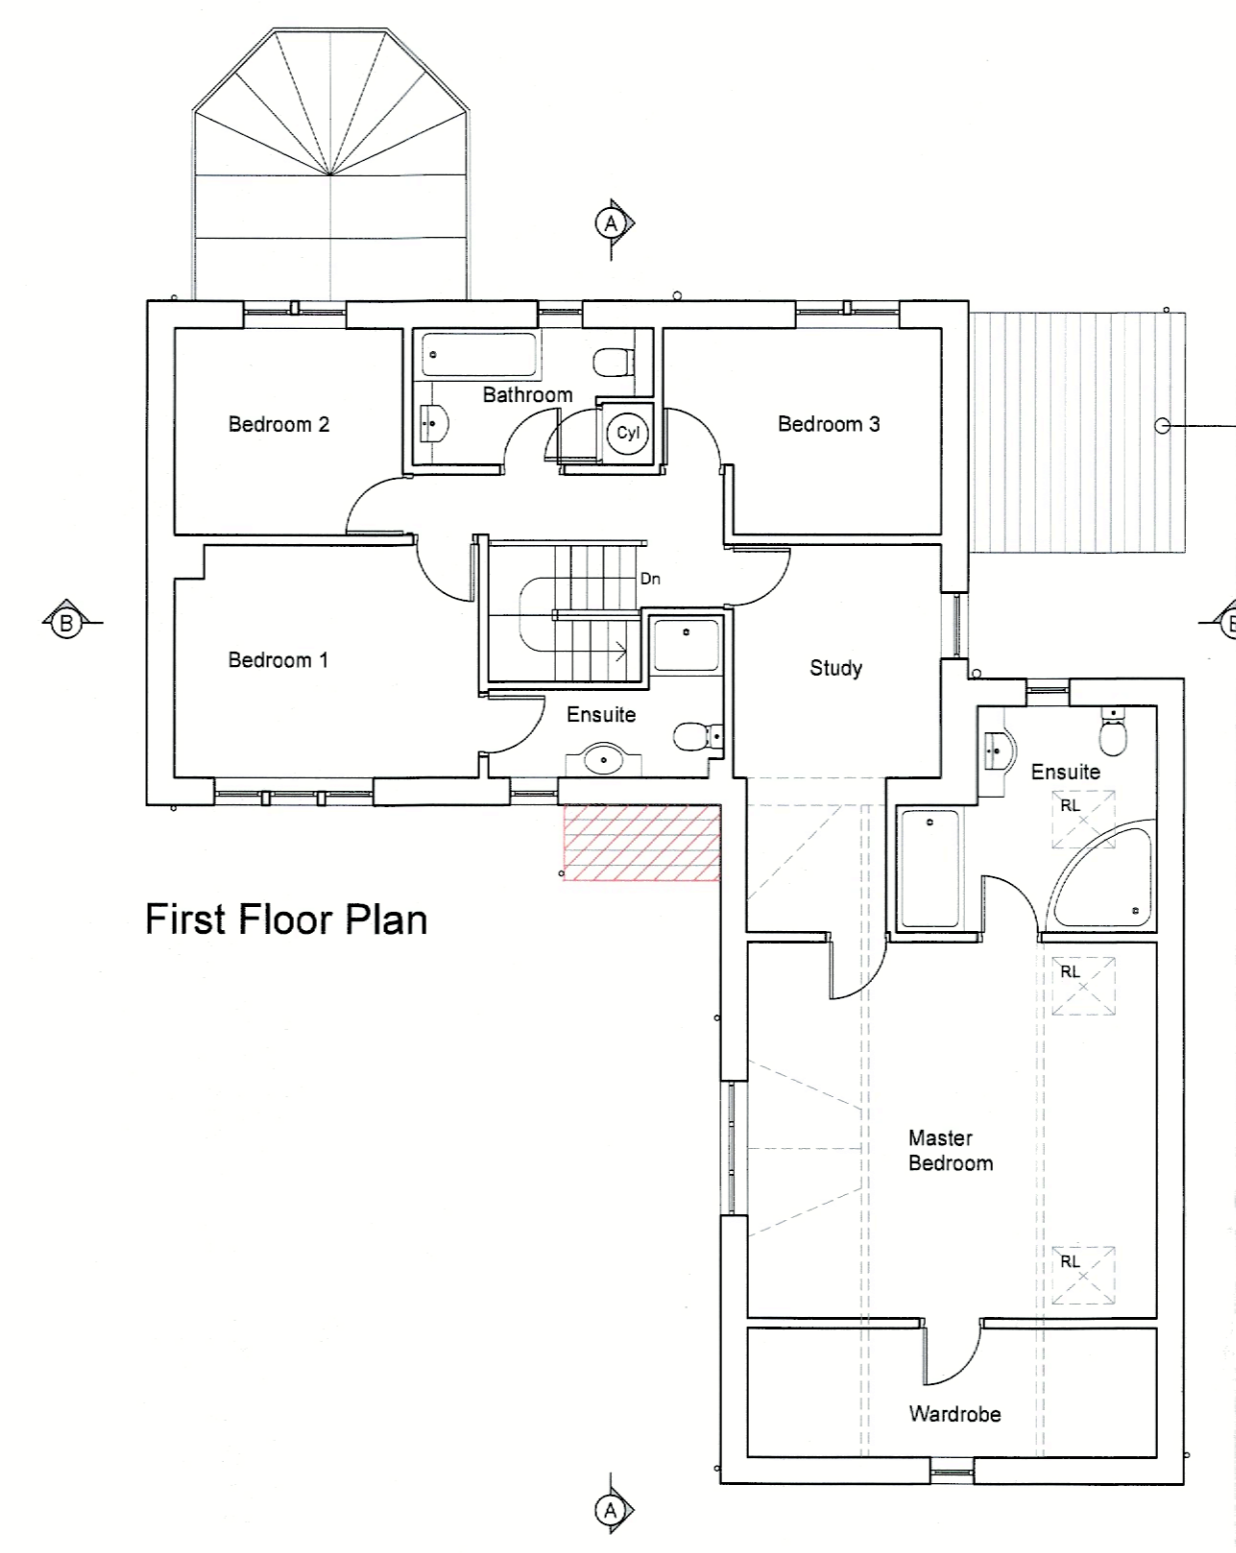 A
Bathroom
Bedroom 2
Bedroom 3
Cyl
Dn
B
Bedroom 1
Study
Ensuite
Ensuite
RL
First Floor Plan
RL
Master
Bedroom
RL
Wardrobe
A